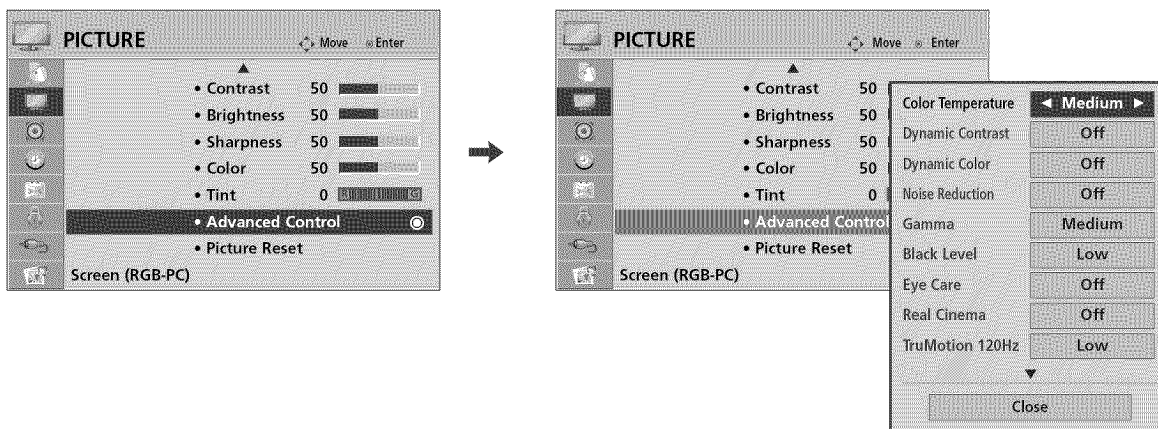 PICTURE Move Enter
• Contrast 50
• Brightness 50
• Sharpness 50
• Color 50
• Tint 0 R G
• Advanced Control
• Picture Reset
Screen (RGB-PC)
PICTURE Move Enter
• Contrast 50
• Brightness 50
• Sharpness 50
• Color 50
• Tint 0
• Advanced Control
• Picture Reset
Screen (RGB-PC)
Color Temperature ◄ Medium ►
Dynamic Contrast Off
Dynamic Color Off
Noise Reduction Off
Gamma Medium
Black Level Low
Eye Care Off
Real Cinema Off
TruMotion 120Hz Low
Close